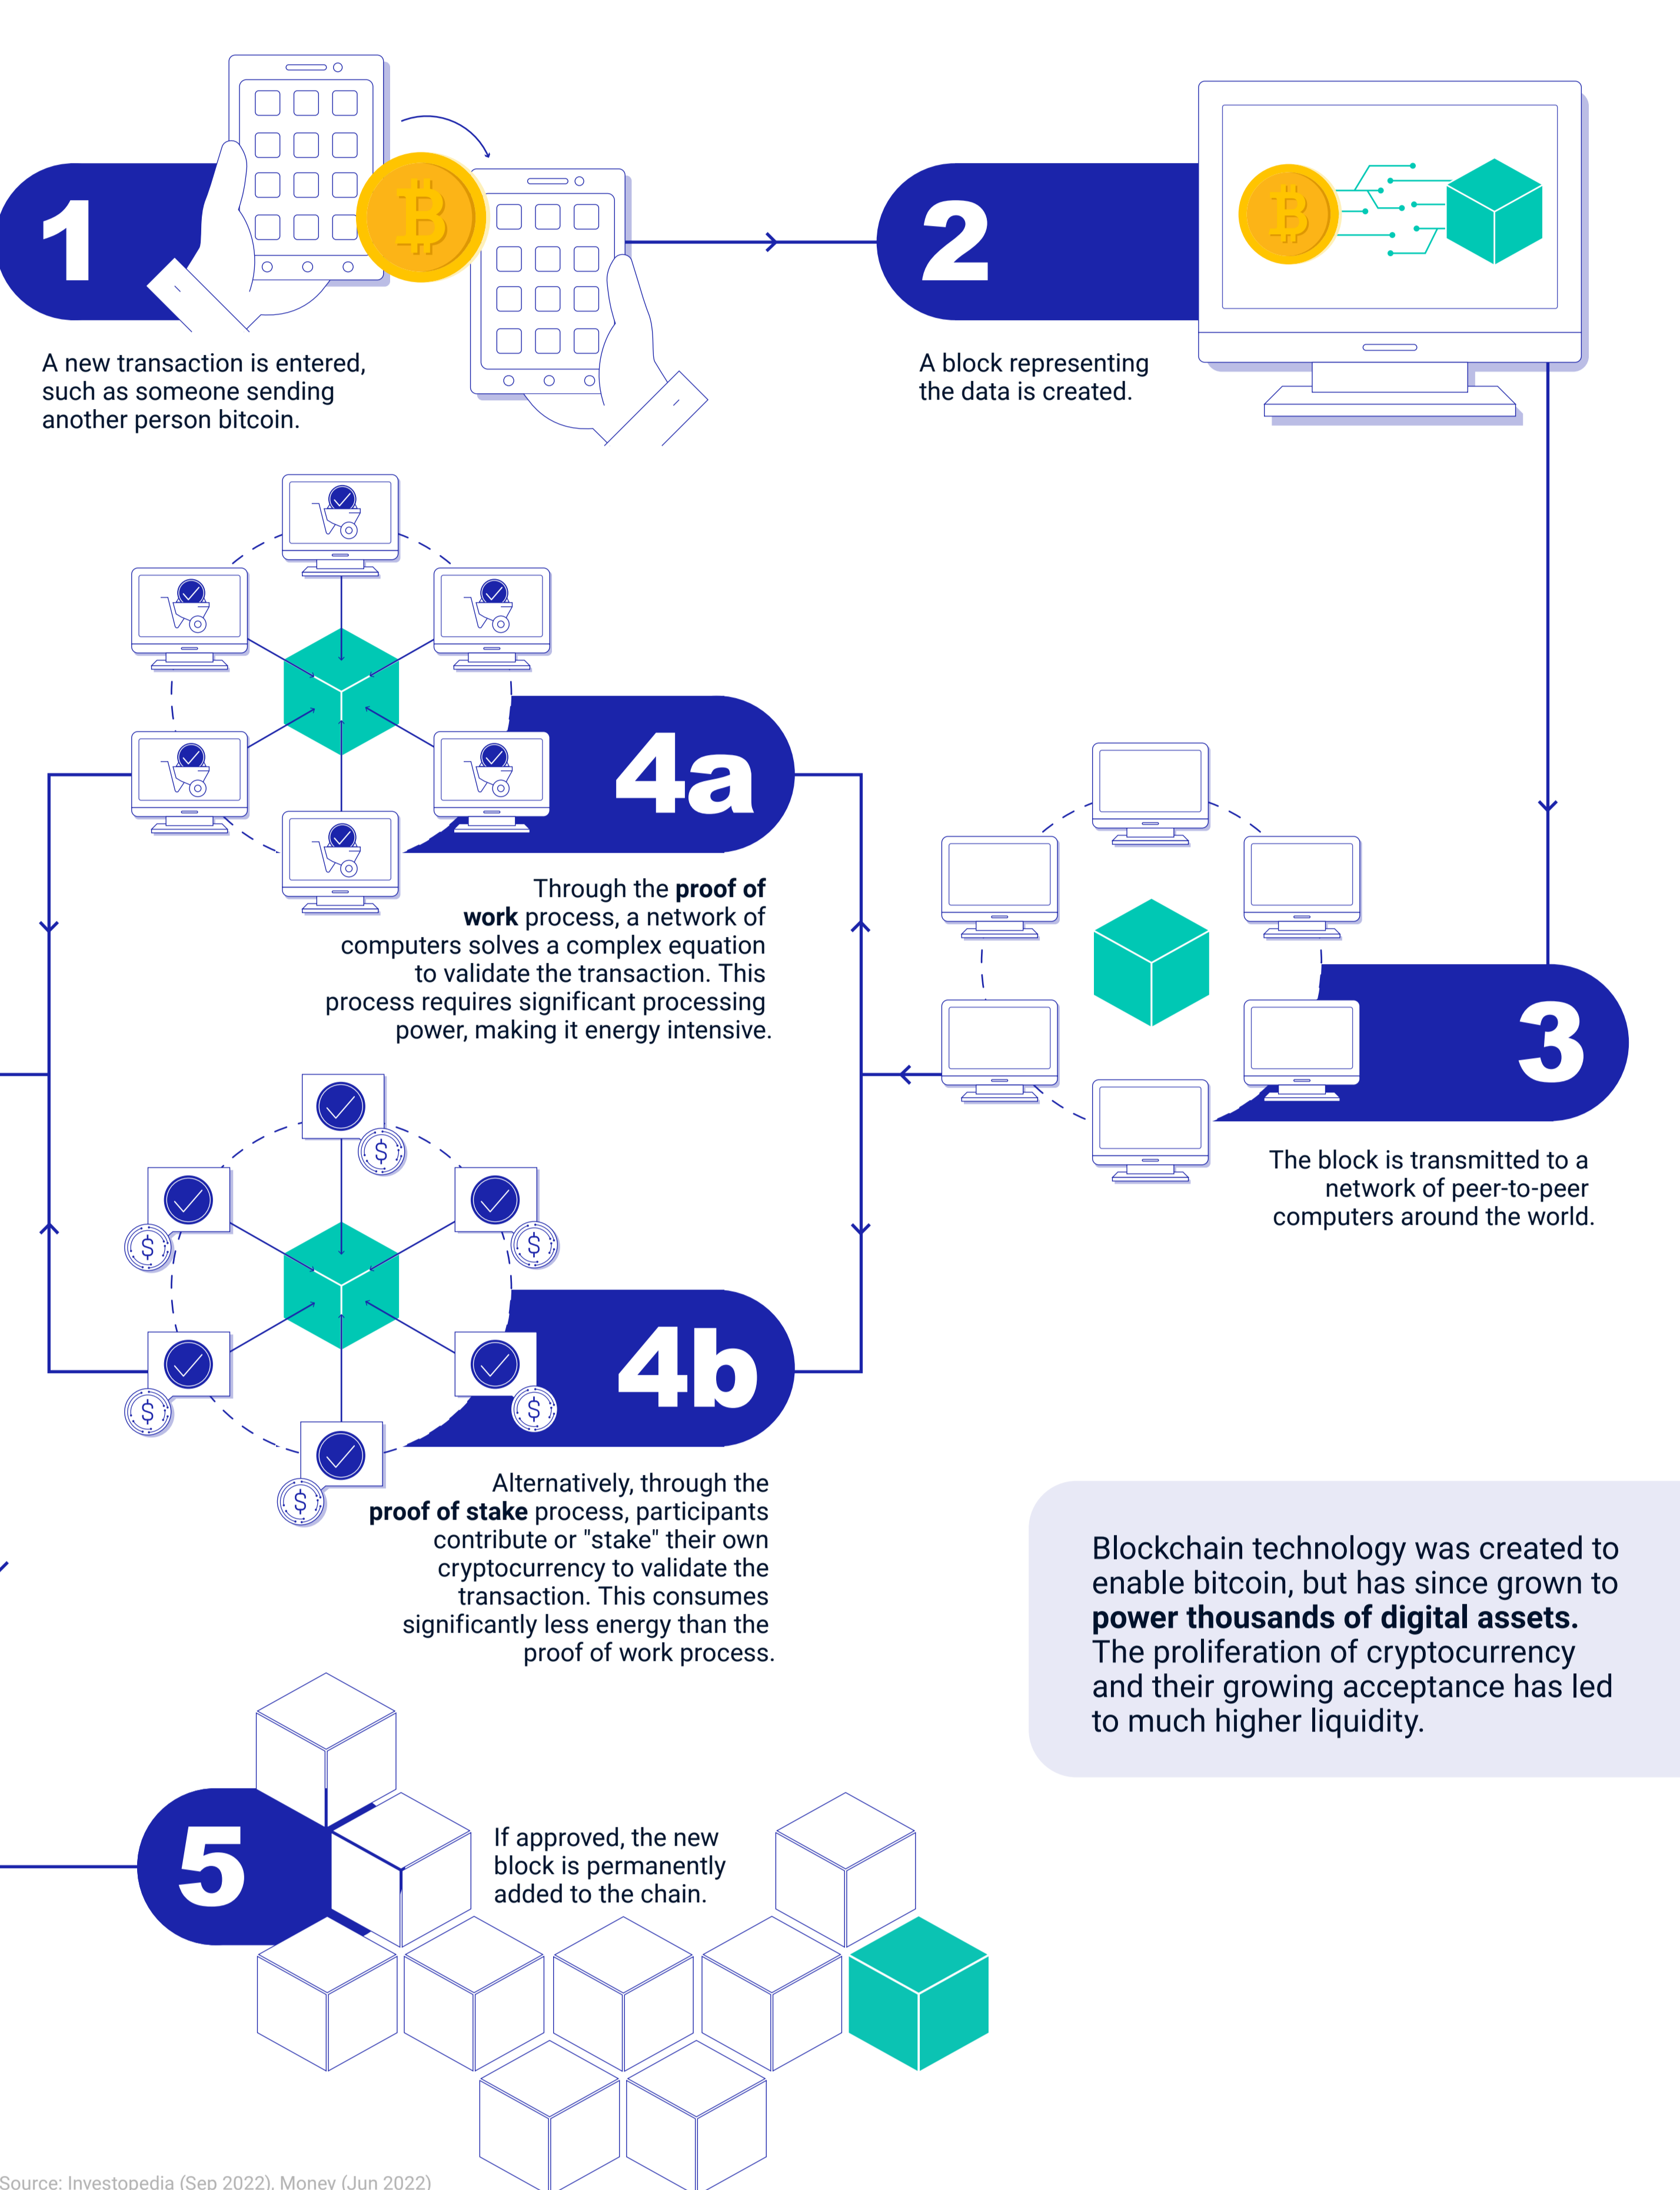 1
A new transaction is entered,
such as someone sending
another person bitcoin.
2
A block representing
the data is created.
3
The block is transmitted to a
network of peer-to-peer
computers around the world.
4a
Through the proof of
work process, a network of
computers solves a complex equation
to validate the transaction. This
process requires significant processing
power, making it energy intensive.
4b
Alternatively, through the
proof of stake process, participants
contribute or "stake" their own
cryptocurrency to validate the
transaction. This consumes
significantly less energy than the
proof of work process.
Blockchain technology was created to
enable bitcoin, but has since grown to
power thousands of digital assets.
The proliferation of cryptocurrency
and their growing acceptance has led
to much higher liquidity.
5
If approved, the new
block is permanently
added to the chain.
Source: Investopedia (Sep 2022), Money (Jun 2022)